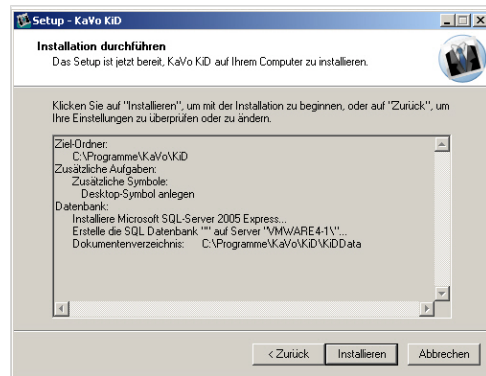 Setup - KaVo KiD
Installation durchführen
Das Setup ist jetzt bereit, KaVo KiD auf Ihrem Computer zu installieren.
Klicken Sie auf "Installieren", um mit der Installation zu beginnen, oder auf "Zurück", um
Ihre Einstellungen zu überprüfen oder zu ändern.
Ziel-Ordner:
C:\Programme\KaVo\KiD
Zusätzliche Aufgaben:
Zusätzliche Symbole:
Desktop-Symbol anlegen
Datenbank:
Installiere Microsoft SQL-Server 2005 Express...
Erstelle die SQL Datenbank "" auf Server "VMWARE4-1\"...
Dokumentenverzeichnis: C:\Programme\KaVo\KiD\KiDData
< Zurück
Installieren
Abbrechen